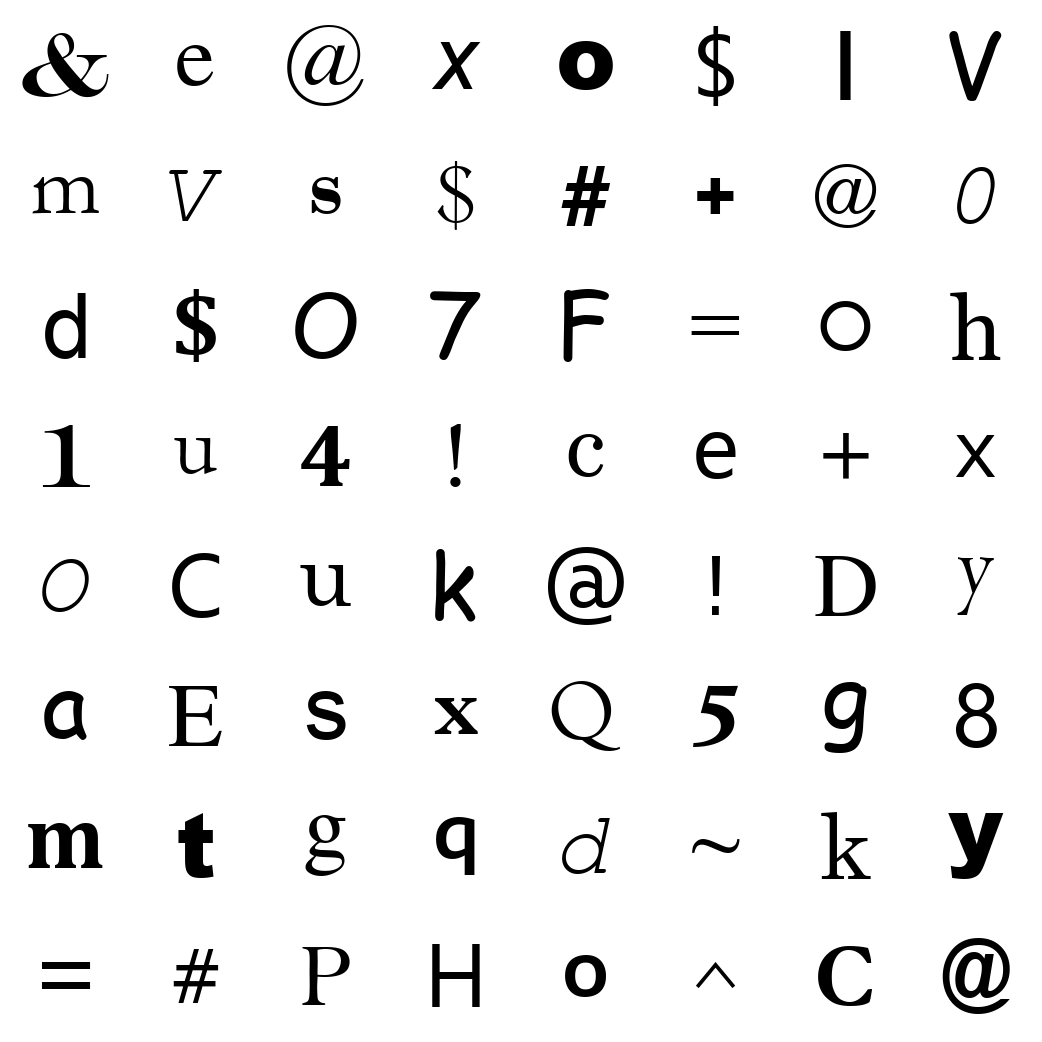 & e @ x o $ I V
m V s $ # + @ 0
d $ O 7 F = o h
1 u 4 ! c e + x
O C u k @ ! D y
a E s x Q 5 g 8
m t g q d ~ k y
= # P H o ^ C @